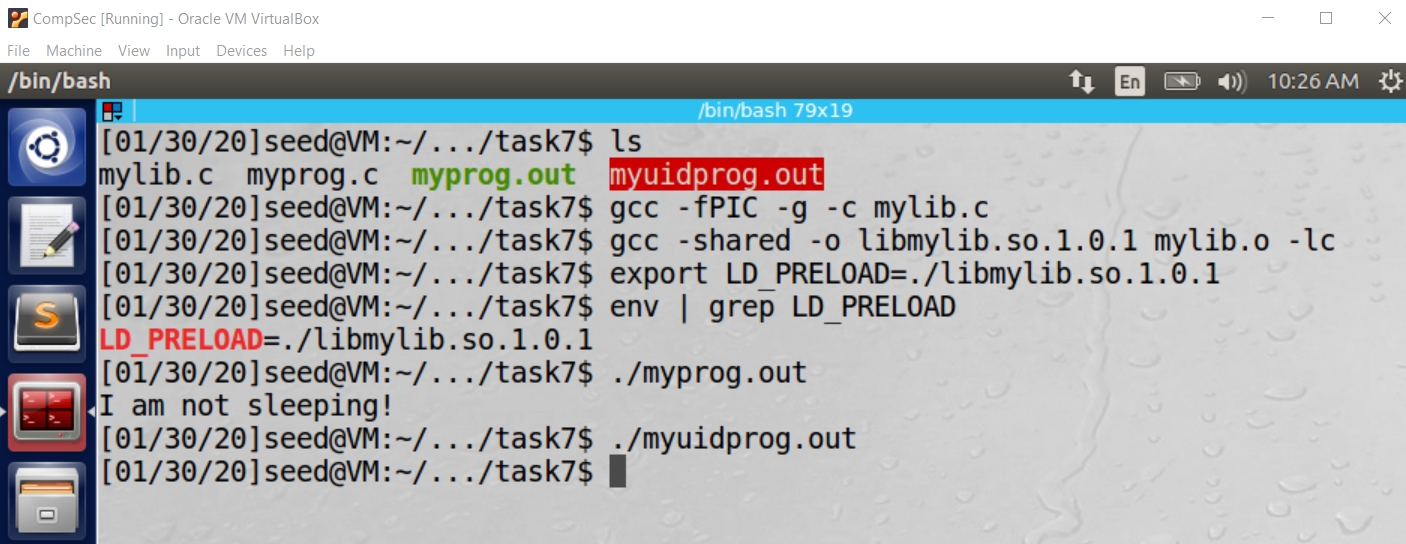 CompSec [Running] - Oracle VM VirtualBox
File Machine View Input Devices Help
/bin/bash En 10:26 AM
/bin/bash 79x19
[01/30/20]seed@VM:~/.../task7$ ls
mylib.c myprog.c myprog.out myuidprog.out
[01/30/20]seed@VM:~/.../task7$ gcc -fPIC -g -c mylib.c
[01/30/20]seed@VM:~/.../task7$ gcc -shared -o libmylib.so.1.0.1 mylib.o -lc
[01/30/20]seed@VM:~/.../task7$ export LD_PRELOAD=./libmylib.so.1.0.1
[01/30/20]seed@VM:~/.../task7$ env | grep LD_PRELOAD
LD_PRELOAD=./libmylib.so.1.0.1
[01/30/20]seed@VM:~/.../task7$ ./myprog.out
I am not sleeping!
[01/30/20]seed@VM:~/.../task7$ ./myuidprog.out
[01/30/20]seed@VM:~/.../task7$